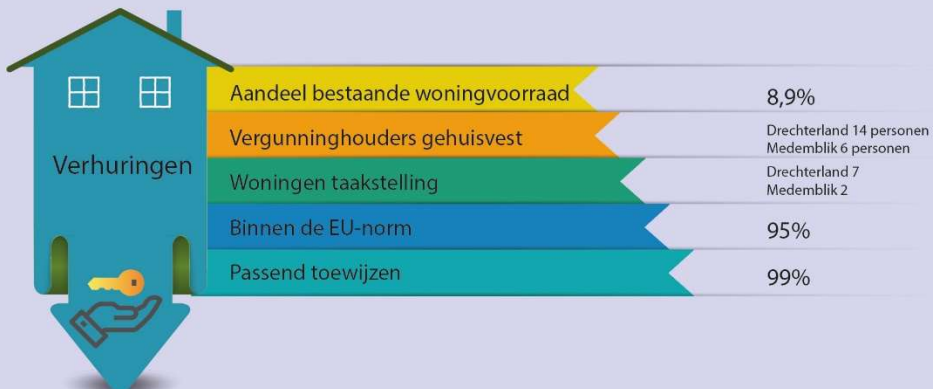 Verhuringen
Aandeel bestaande woningvoorraad
8,9%
Vergunninghouders gehuisvest
Drechterland 14 personen
Medemblik 6 personen
Woningen taakstelling
Drechterland 7
Medemblik 2
Binnen de EU-norm
95%
Passend toewijzen
99%